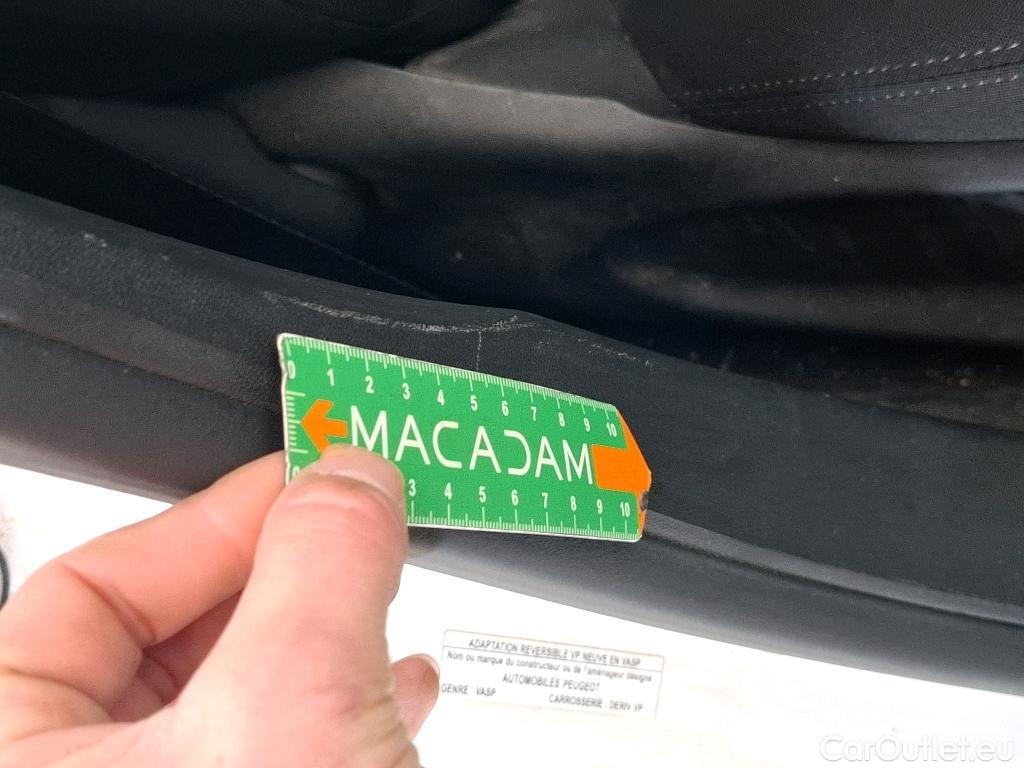 0 1 2 3 4 5 6 7 8 9 10
MACADAM
0 3 4 5 6 7 8 9 10
ADAPTATION REVERSIBLE VP NEUVE EN VASP
Nom ou marque du constructeur ou de l'aménageur désigné
AUTOMOBILES PEUGEOT
GENRE : VASP CARROSSERIE : DERIV VP
CarOutlet.eu